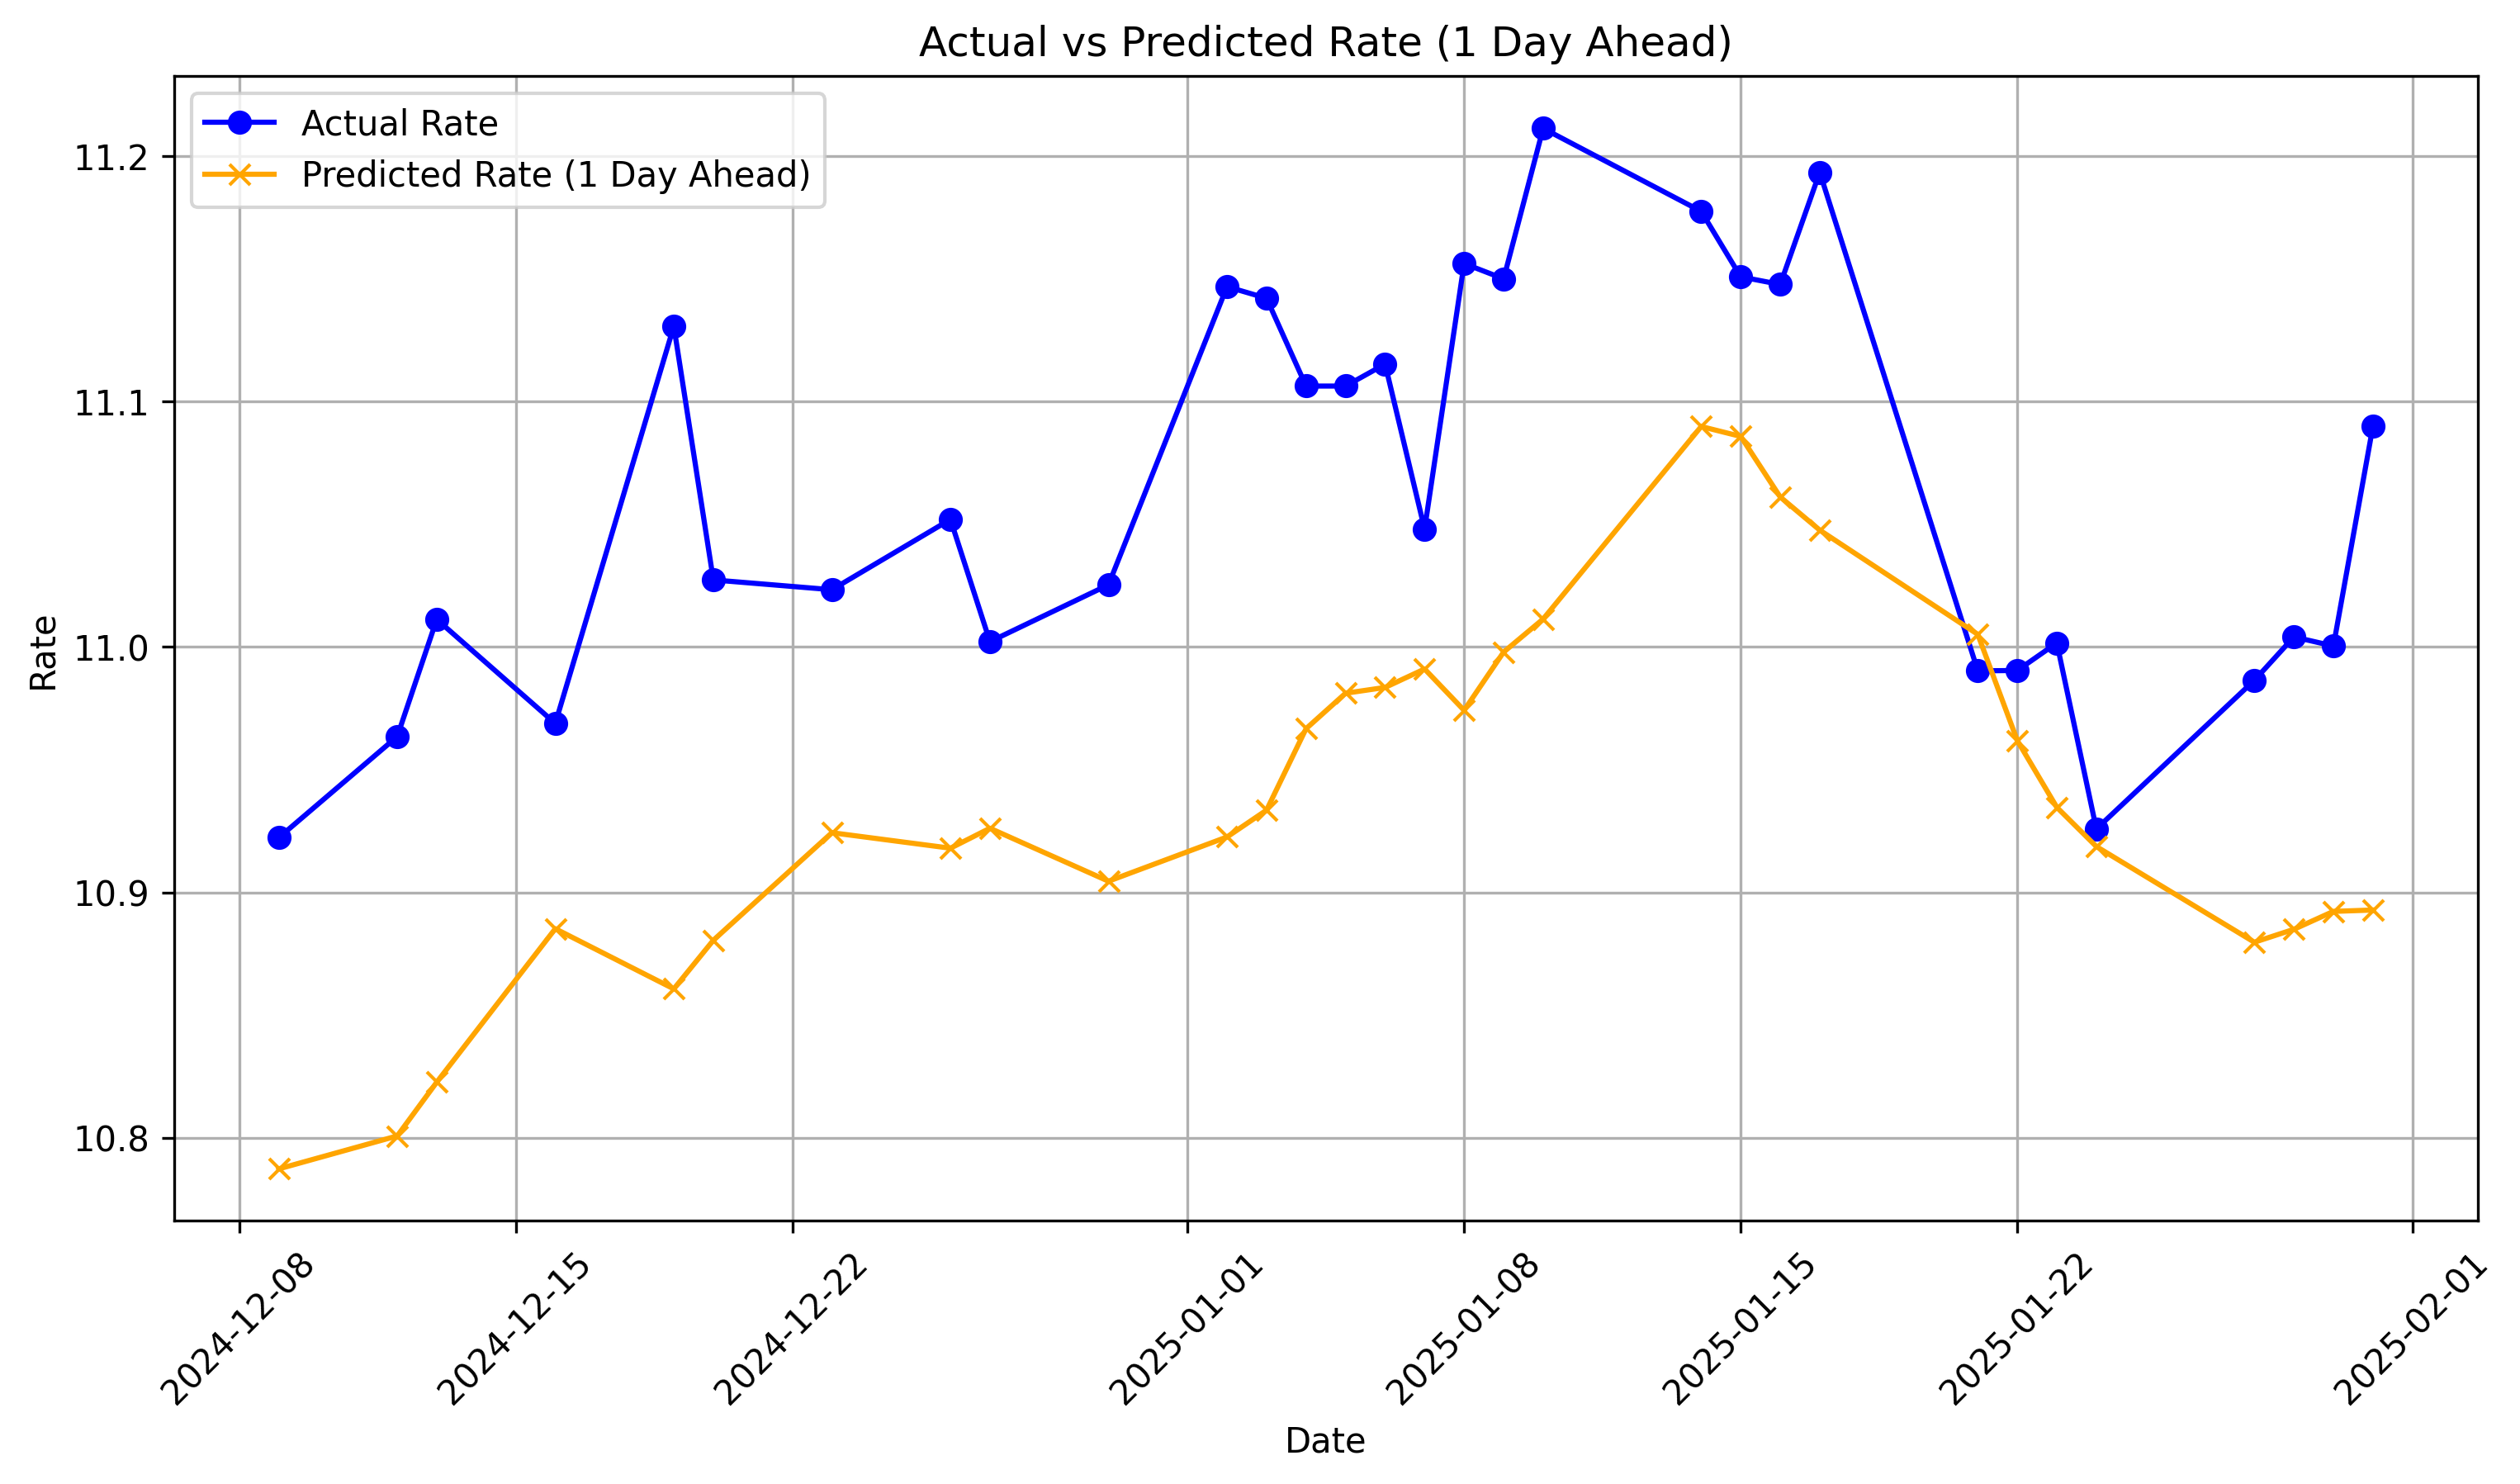 Actual vs Predicted Rate (1 Day Ahead)
Actual Rate
Predicted Rate (1 Day Ahead)
Rate
11.2
11.1
11.0
10.9
10.8
2024-12-08
2024-12-15
2024-12-22
2025-01-01
2025-01-08
2025-01-15
2025-01-22
2025-02-01
Date